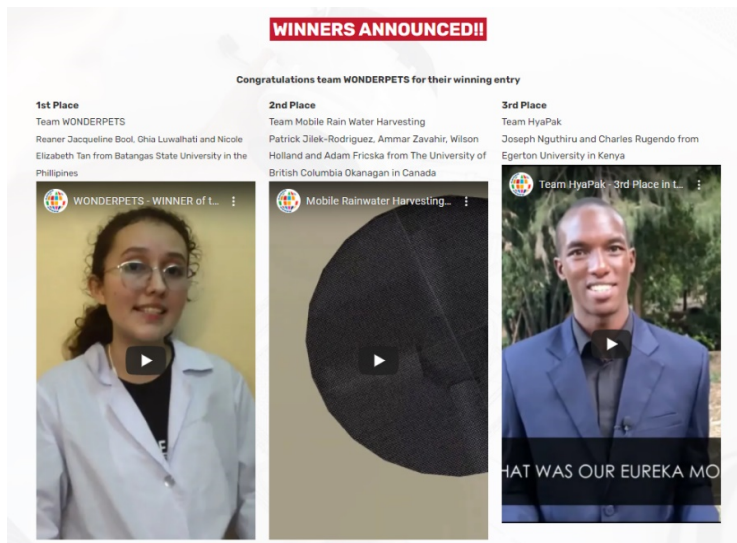 WINNERS ANNOUNCED!!
Congratulations team WONDERPETS for their winning entry
1st Place
Team WONDERPETS
Reaner Jacqueline Bool, Ghia Luwalhati and Nicole
Elizabeth Tan from Batangas State University in the
Phillipines
WONDERPETS - WINNER of t...
2nd Place
Team Mobile Rain Water Harvesting
Patrick Jilek-Rodriguez, Ammar Zavahir, Wilson
Holland and Adam Fricska from The University of
British Columbia Okanagan in Canada
Mobile Rainwater Harvesting...
3rd Place
Team HyaPak
Joseph Nguthiru and Charles Rugendo from
Egerton University in Kenya
Team HyaPak - 3rd Place in t...
HAT WAS OUR EUREKA MO